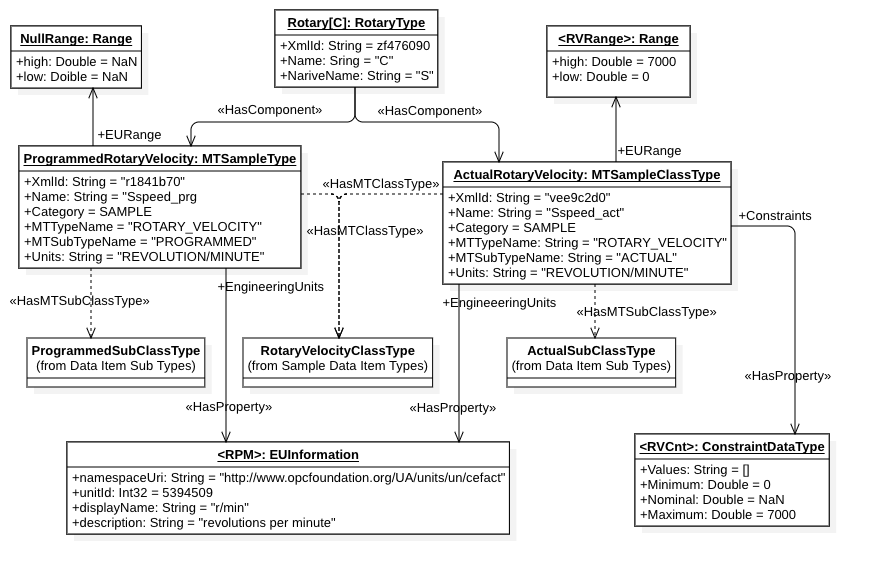 NullRange: Range
+high: Double = NaN
+low: Doible = NaN
Rotary[C]: RotaryType
+XmlId: String = zf476090
+Name: Sring = "C"
+NariveName: String = "S"
<RVRange>: Range
+high: Double = 7000
+low: Double = 0
«HasComponent»
«HasComponent»
+EURange
+EURange
ProgrammedRotaryVelocity: MTSampleType
+XmlId: String = "r1841b70"
+Name: String = "Sspeed_prg
+Category = SAMPLE
+MTTypeName = "ROTARY_VELOCITY"
+MTSubTypeName = "PROGRAMMED"
+Units: String = "REVOLUTION/MINUTE"
«HasMTClassType»
«HasMTClassType»
ActualRotaryVelocity: MTSampleClassType
+XmlId: String = "vee9c2d0"
+Name: String = "Sspeed_act"
+Category = SAMPLE
+MTTypeName: String = "ROTARY_VELOCITY"
+MTSubTypeName: String = "ACTUAL"
+Units: String = "REVOLUTION/MINUTE"
+Constraints
«HasMTSubClassType»
+EngineeringUnits
+EngineeeringUnits
«HasMTSubClassType»
ProgrammedSubClassType
(from Data Item Sub Types)
RotaryVelocityClassType
(from Sample Data Item Types)
ActualSubClassType
(from Data Item Sub Types)
«HasProperty»
«HasProperty»
«HasProperty»
<RPM>: EUInformation
+namespaceUri: String = "http://www.opcfoundation.org/UA/units/un/cefact"
+unitId: Int32 = 5394509
+displayName: String = "r/min"
+description: String = "revolutions per minute"
<RVCnt>: ConstraintDataType
+Values: String = []
+Minimum: Double = 0
+Nominal: Double = NaN
+Maximum: Double = 7000